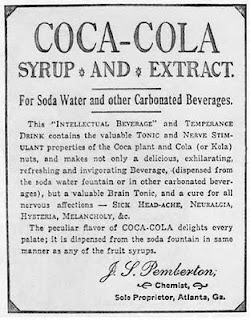 COCA-COLA
SYRUP * AND * EXTRACT.
For Soda Water and other Carbonated Beverages.
This "Intellectual Beverage" and Temperance
Drink contains the valuable Tonic and Nerve Stim-
ulant properties of the Coca plant and Cola (or Kola)
nuts, and makes not only a delicious, exhilarating,
refreshing and invigorating Beverage, (dispensed from
the soda water fountain or in other carbonated bever-
ages), but a valuable Brain Tonic, and a cure for all
nervous affections — Sick Head-Ache, Neuralgia,
Hysteria, Melancholy, &c.
The peculiar flavor of COCA-COLA delights every
palate; it is dispensed from the soda fountain in same
manner as any of the fruit syrups.
J. S. Pemberton;
Chemist,
Sole Proprietor, Atlanta, Ga.